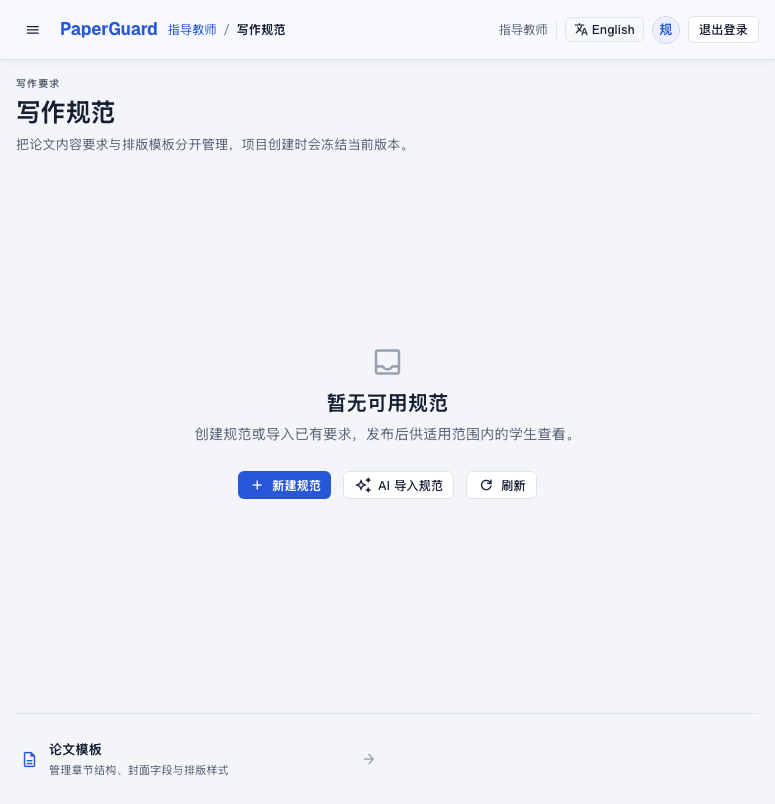 PaperGuard 指导教师 / 写作规范 指导教师 English 规 退出登录
写作要求
写作规范
把论文内容要求与排版模板分开管理，项目创建时会冻结当前版本。
暂无可用规范
创建规范或导入已有要求，发布后供适用范围内的学生查看。
新建规范 AI 导入规范 刷新
论文模板
管理章节结构、封面字段与排版样式